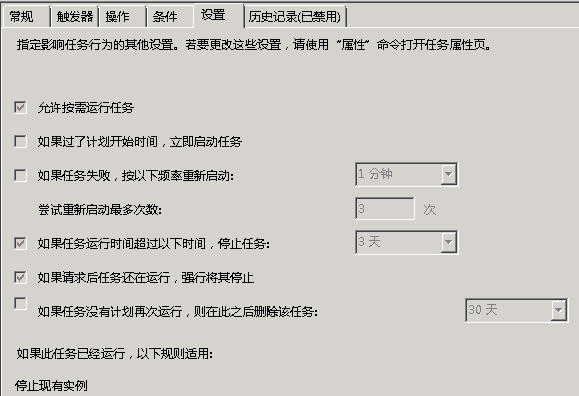 常规 触发器 操作 条件 设置 历史记录(已禁用)
指定影响任务行为的其他设置。若要更改这些设置，请使用 "属性" 命令打开任务属性页。
允许按需运行任务
如果过了计划开始时间，立即启动任务
如果任务失败，按以下频率重新启动: 1 分钟
尝试重新启动最多次数: 3 次
如果任务运行时间超过以下时间，停止任务: 3 天
如果请求后任务还在运行，强行将其停止
如果任务没有计划再次运行，则在此之后删除该任务: 30 天
如果此任务已经运行，以下规则适用:
停止现有实例